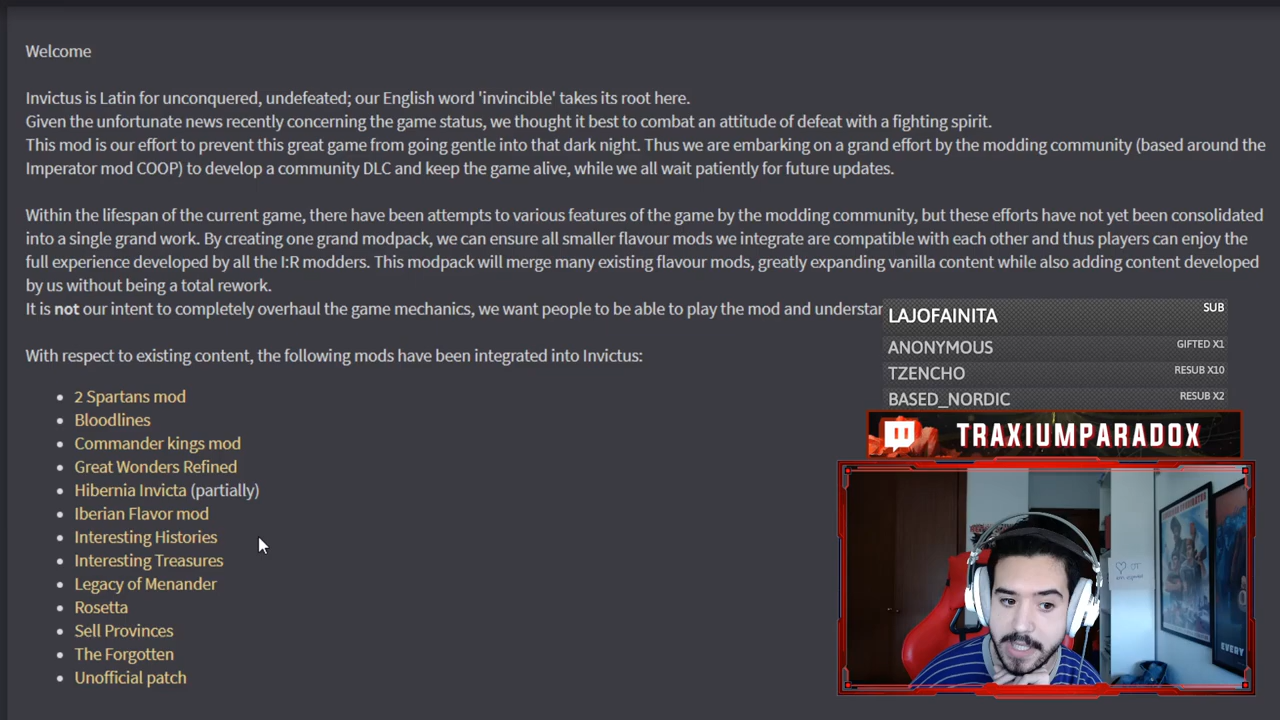 Welcome
Invictus is Latin for unconquered, undefeated; our English word 'invincible' takes its root here.
Given the unfortunate news recently concerning the game status, we thought it best to combat an attitude of defeat with a fighting spirit.
This mod is our effort to prevent this great game from going gentle into that dark night. Thus we are embarking on a grand effort by the modding community (based around the
Imperator mod COOP) to develop a community DLC and keep the game alive, while we all wait patiently for future updates.
Within the lifespan of the current game, there have been attempts to various features of the game by the modding community, but these efforts have not yet been consolidated
into a single grand work. By creating one grand modpack, we can ensure all smaller flavour mods we integrate are compatible with each other and thus players can enjoy the
full experience developed by all the I:R modders. This modpack will merge many existing flavour mods, greatly expanding vanilla content while also adding content developed
by us without being a total rework.
It is not our intent to completely overhaul the game mechanics, we want people to be able to play the mod and
With respect to existing content, the following mods have been integrated into Invictus:
2 Spartans mod
Bloodlines
Commander kings mod
Great Wonders Refined
Hibernia Invicta (partially)
Iberian Flavor mod
Interesting Histories
Interesting Treasures
Legacy of Menander
Rosetta
Sell Provinces
The Forgotten
Unofficial patch
LAJOFAINITA SUB
ANONYMOUS GIFTED X1
TZENCHO RESUB X10
BASED_NORDIC RESUB X2
TRAXIUMPARADOX